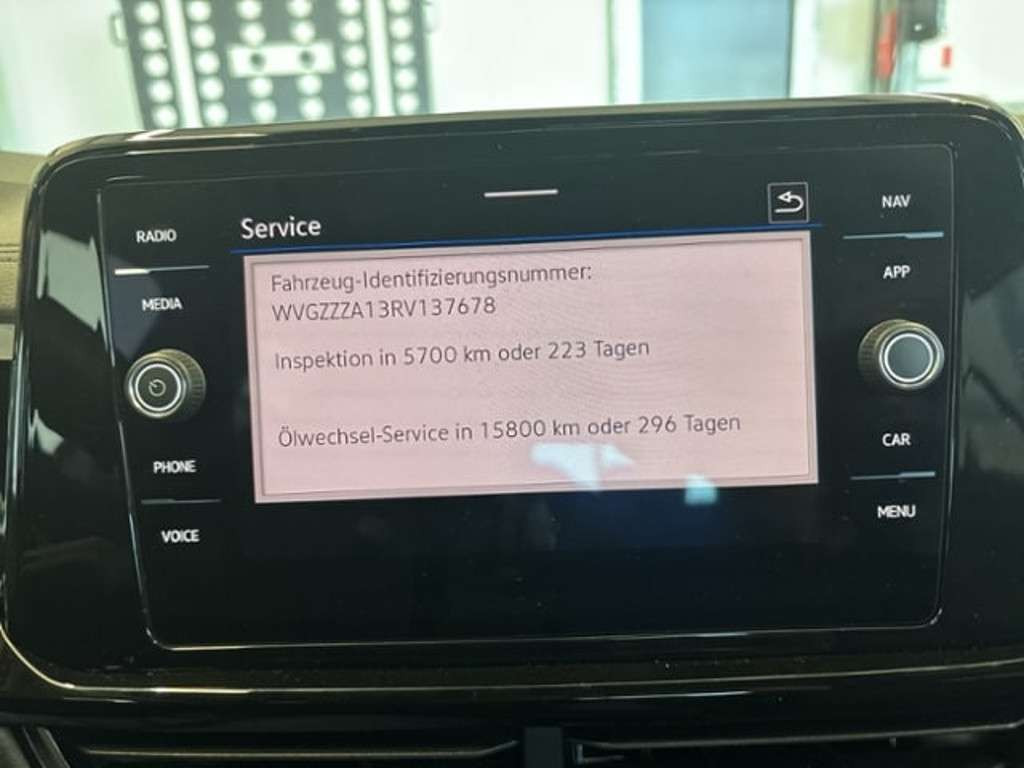 RADIO
MEDIA
PHONE
VOICE
Service
Fahrzeug-Identifizierungsnummer:
WVGZZZA13RV137678
Inspektion in 5700 km oder 223 Tagen
Ölwechsel-Service in 15800 km oder 296 Tagen
NAV
APP
CAR
MENU